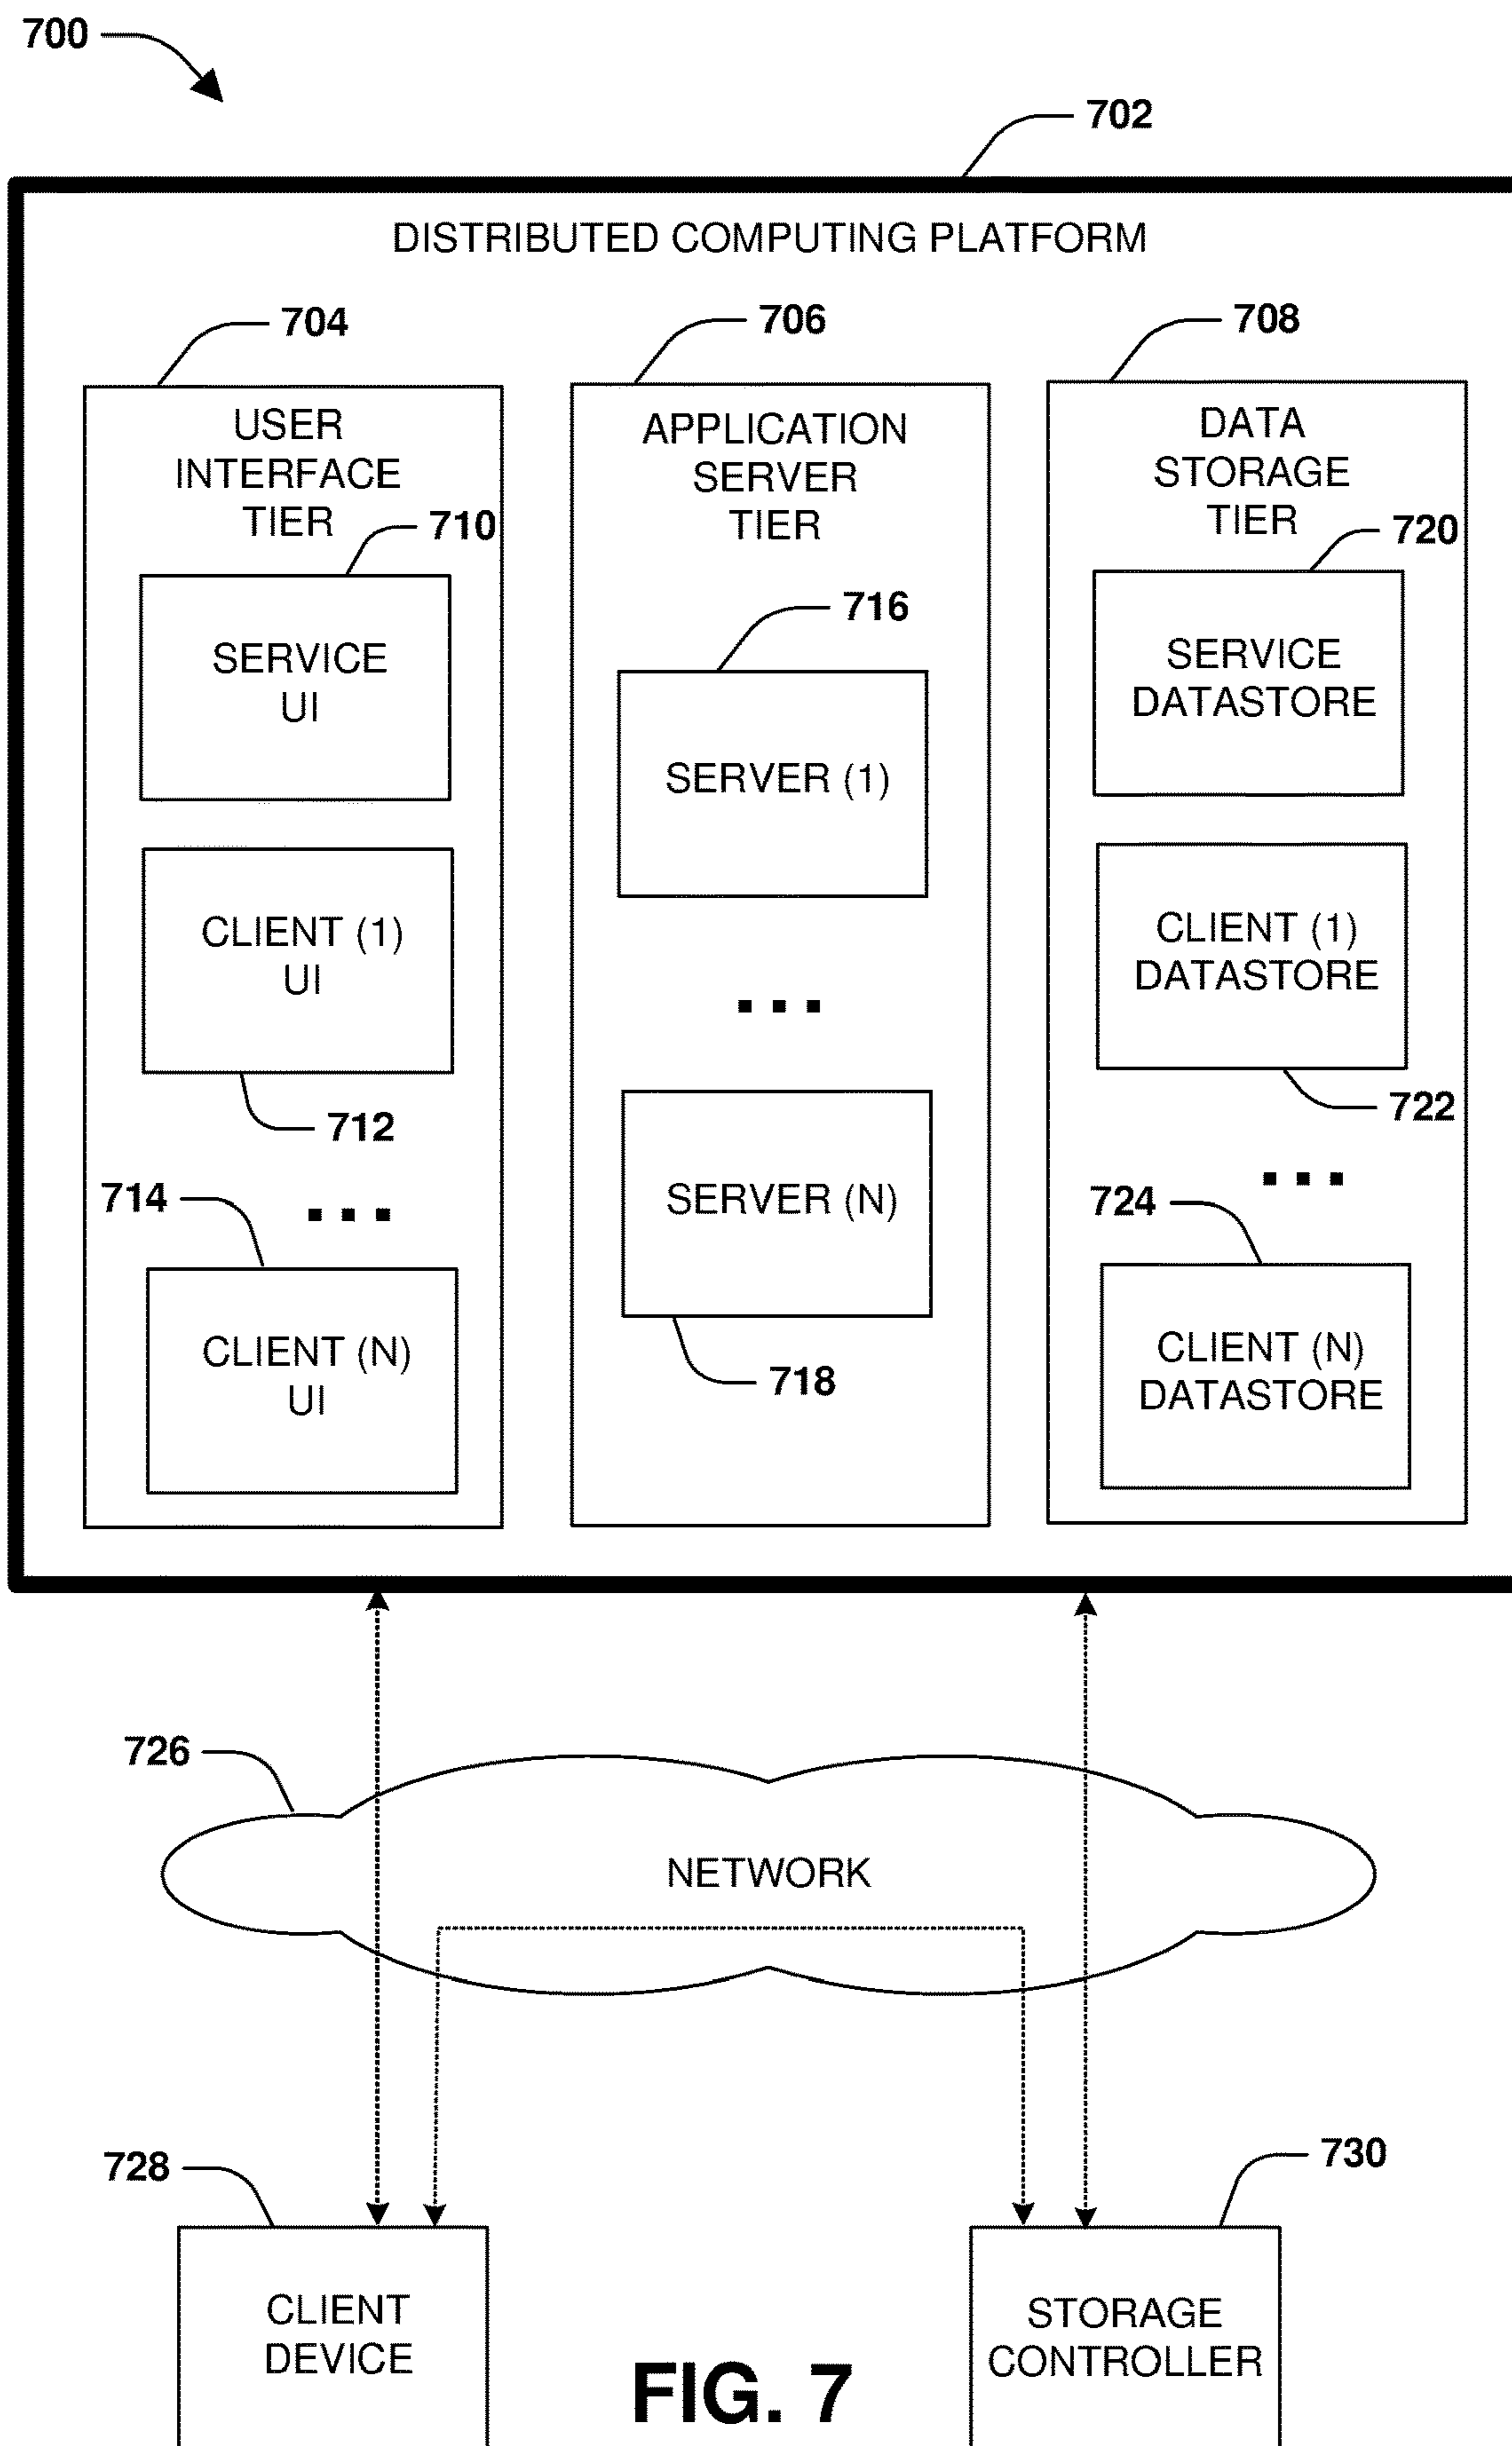 700
702
DISTRIBUTED COMPUTING PLATFORM
704
USER
INTERFACE
TIER
710
SERVICE
UI
CLIENT (1)
UI
712
714
CLIENT (N)
UI
706
APPLICATION
SERVER
TIER
716
SERVER (1)
SERVER (N)
718
708
DATA
STORAGE
TIER
720
SERVICE
DATASTORE
CLIENT (1)
DATASTORE
722
724
CLIENT (N)
DATASTORE
726
NETWORK
728
CLIENT
DEVICE
730
STORAGE
CONTROLLER
FIG. 7